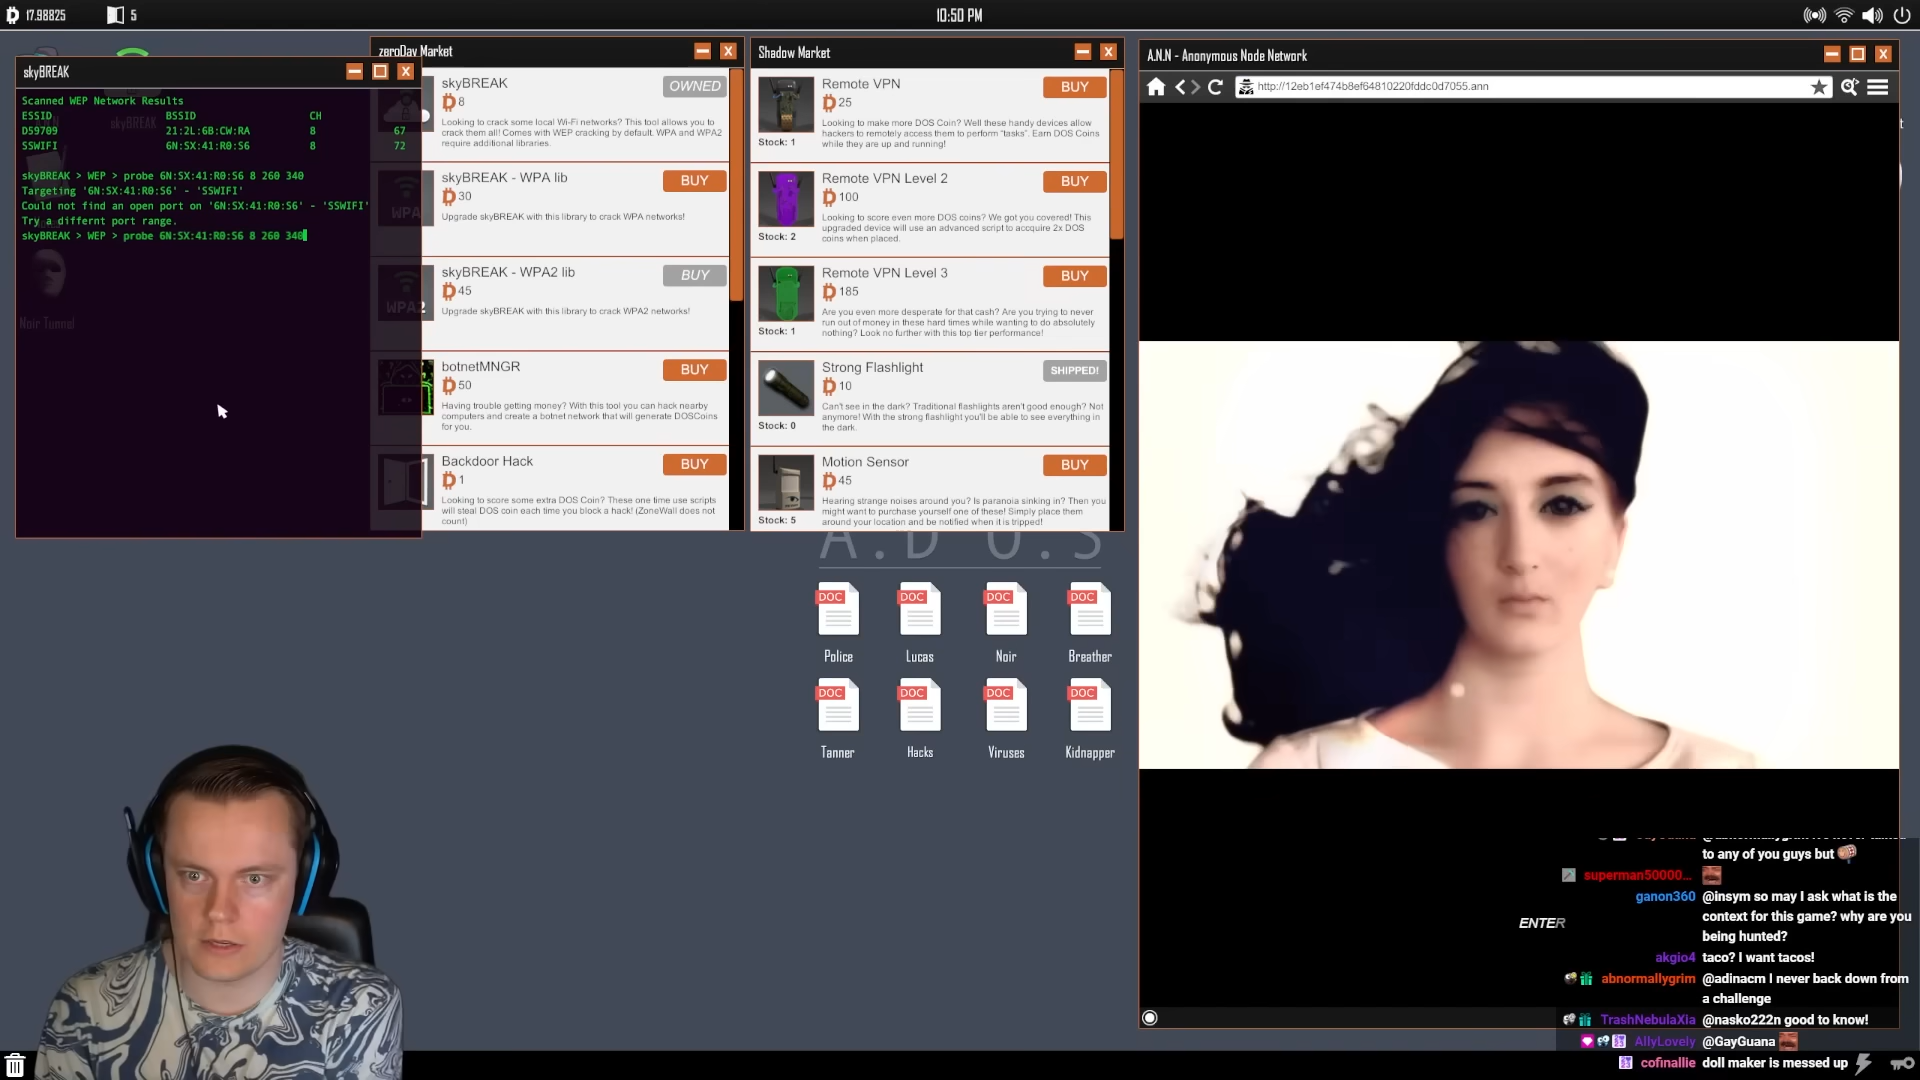 17.98825
5
10:50 PM
skyBREAK
Scanned WEP Network Results
ESSID BSSID CH
D59709 21:2L:6B:CW:RA 8 67
SSWIFI 6N:SX:41:R0:S6 8 72
skyBREAK > WEP > probe 6N:SX:41:R0:S6 8 260 340
Targeting '6N:SX:41:R0:S6' - 'SSWIFI'
Could not find an open port on '6N:SX:41:R0:S6' - 'SSWIFI'
Try a differnt port range.
skyBREAK > WEP > probe 6N:SX:41:R0:S6 8 260 340
skyBREAK
Noir Tunnel
zeroDay Market
skyBREAK
OWNED
8
Looking to crack some local Wi-Fi networks? This tool allows you to
crack them all! Comes with WEP cracking by default. WPA and WPA2
require additional libraries.
WPA
skyBREAK - WPA lib
BUY
30
Upgrade skyBREAK with this library to crack WPA networks!
WPA2
skyBREAK - WPA2 lib
BUY
45
Upgrade skyBREAK with this library to crack WPA2 networks!
botnetMNGR
BUY
50
Having trouble getting money? With this tool you can hack nearby
computers and create a botnet network that will generate DOSCoins
for you.
Backdoor Hack
BUY
1
Looking to score some extra DOS Coin? These one time use scripts
will steal DOS coin each time you block a hack! (ZoneWall does not
count)
Shadow Market
Remote VPN
BUY
25
Looking to make more DOS Coin? Well these handy devices allow
hackers to remotely access them to perform "tasks". Earn DOS Coins
while they are up and running!
Stock: 1
Remote VPN Level 2
BUY
100
Looking to score even more DOS coins? We got you covered! This
upgraded device will use an advanced script to accquire 2x DOS
coins when placed.
Stock: 2
Remote VPN Level 3
BUY
185
Are you even more desperate for that cash? Are you trying to never
run out of money in these hard times while wanting to do absolutely
nothing? Look no further with this top tier performance!
Stock: 1
Strong Flashlight
SHIPPED!
10
Can't see in the dark? Traditional flashlights aren't good enough? Not
anymore! With the strong flashlight you'll be able to see everything in
the dark.
Stock: 0
Motion Sensor
BUY
45
Hearing strange noises around you? Is paranoia sinking in? Then you
might want to purchase yourself one of these! Simply place them
around your location and be notified when it is tripped!
Stock: 5
A.D O.S
DOC DOC DOC DOC
Police Lucas Noir Breather
DOC DOC DOC DOC
Tanner Hacks Viruses Kidnapper
A.N.N - Anonymous Node Network
http://12eb1ef474b8ef64810220fddc0d7055.ann
ENTER
to any of you guys but
superman50000...
ganon360 @insym so may I ask what is the
context for this game? why are you
being hunted?
akgio4 taco? I want tacos!
abnormallygrim @adinacm I never back down from
a challenge
TrashNebulaXia @nasko222n good to know!
AllyLovely @GayGuana
cofinallie doll maker is messed up